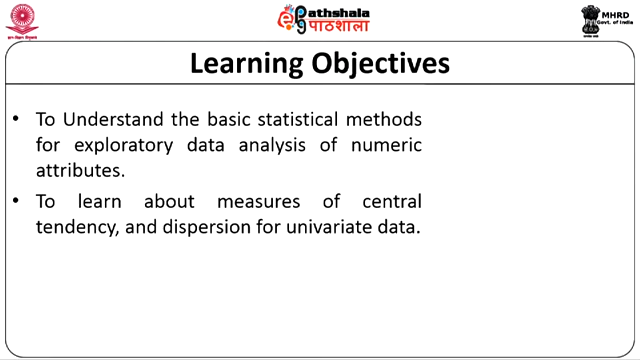 ePathshala
पाठशाला
MHRD
Govt. of India
Learning Objectives
• To Understand the basic statistical methods
for exploratory data analysis of numeric
attributes.
• To learn about measures of central
tendency, and dispersion for univariate data.